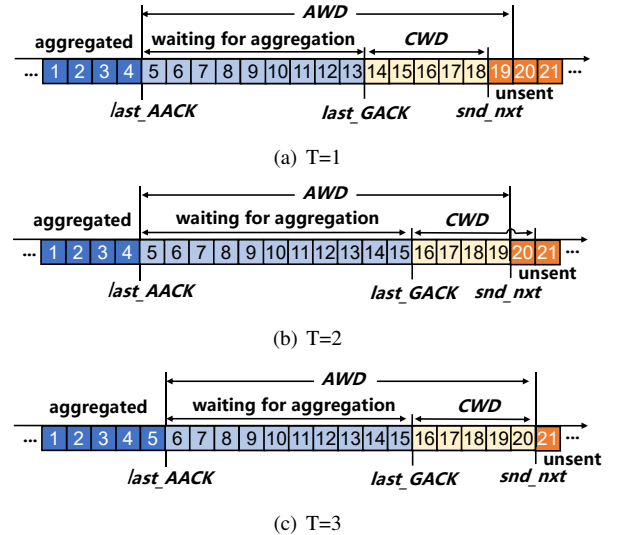 AWD
aggregated waiting for aggregation CWD
... 1 2 3 4 5 6 7 8 9 10 11 12 13 14 15 16 17 18 19 20 21 ...
unsent
last_AACK last_GACK snd_nxt
(a) T=1
AWD
aggregated waiting for aggregation CWD
... 1 2 3 4 5 6 7 8 9 10 11 12 13 14 15 16 17 18 19 20 21 ...
unsent
last_AACK last_GACK snd_nxt
(b) T=2
AWD
aggregated waiting for aggregation CWD
... 1 2 3 4 5 6 7 8 9 10 11 12 13 14 15 16 17 18 19 20 21 ...
unsent
last_AACK last_GACK snd_nxt
(c) T=3